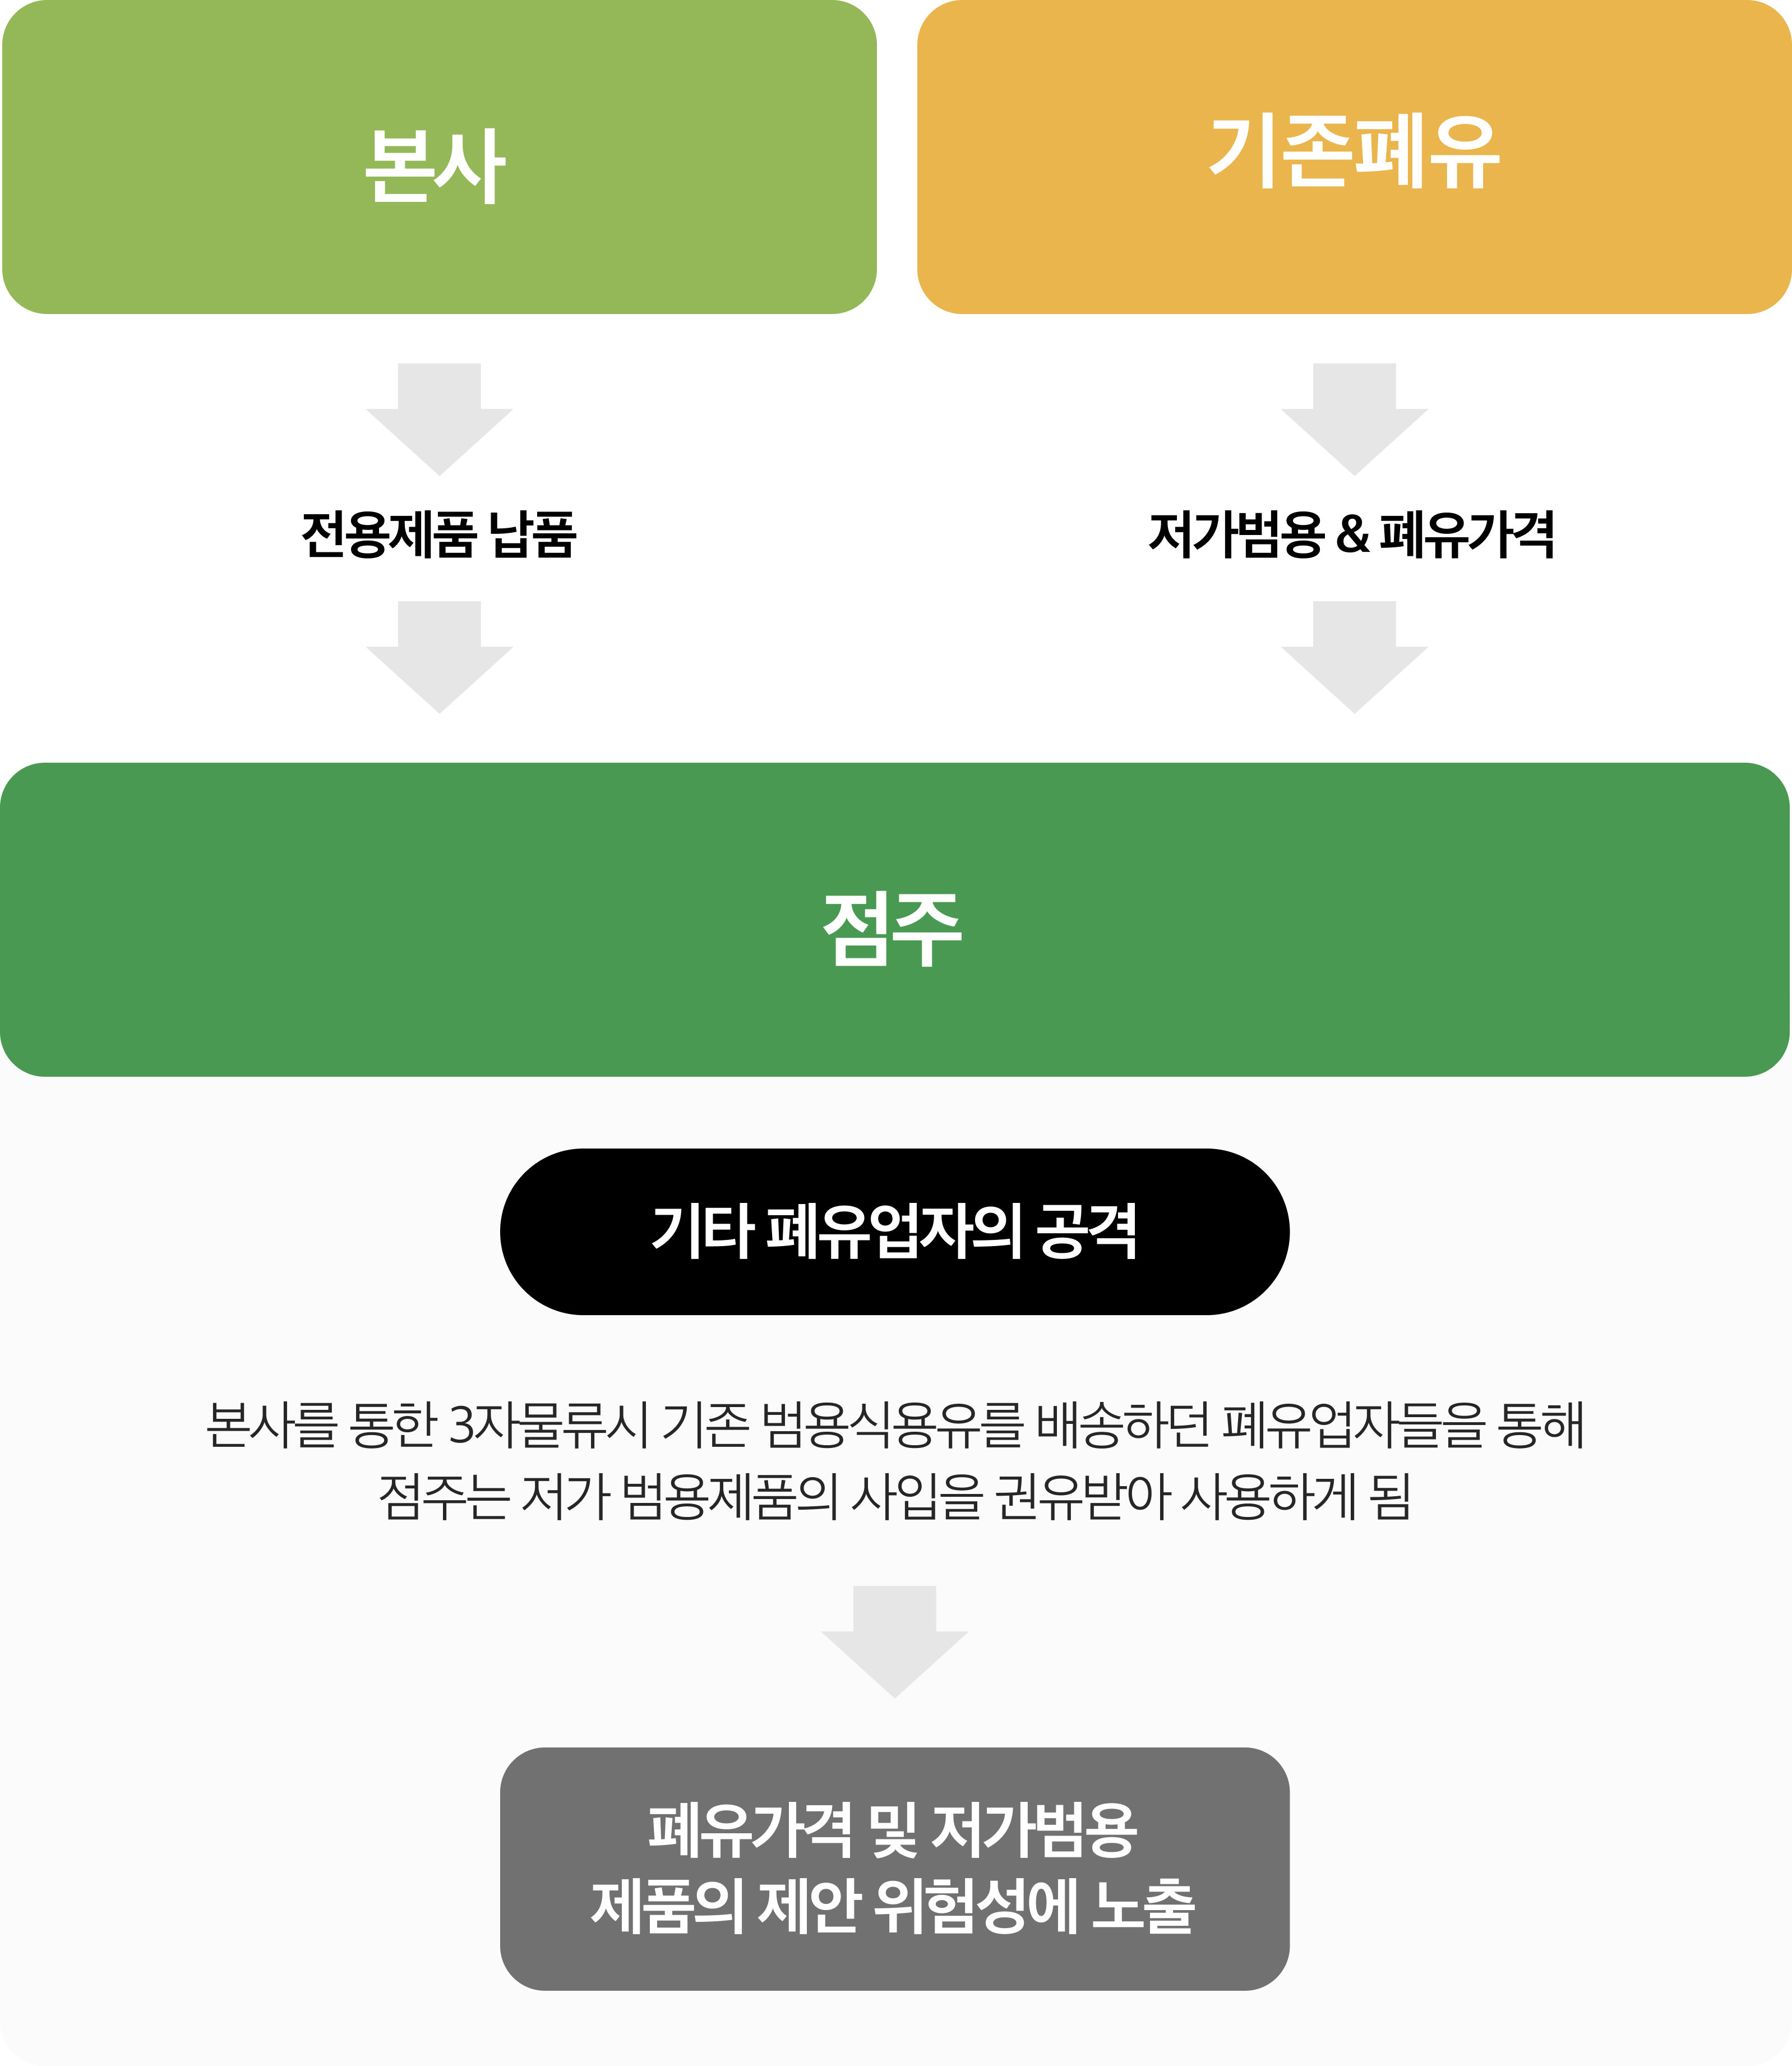 본사
기존폐유
전용제품 납품
저가범용 & 폐유가격
점주
기타 폐유업자의 공격
본사를 통한 3자물류시 기존 범용식용유를 배송하던 폐유업자들을 통해
점주는 저가 범용제품의 사입을 권유받아 사용하게 됨
폐유가격 및 저가범용
제품의 제안 위험성에 노출